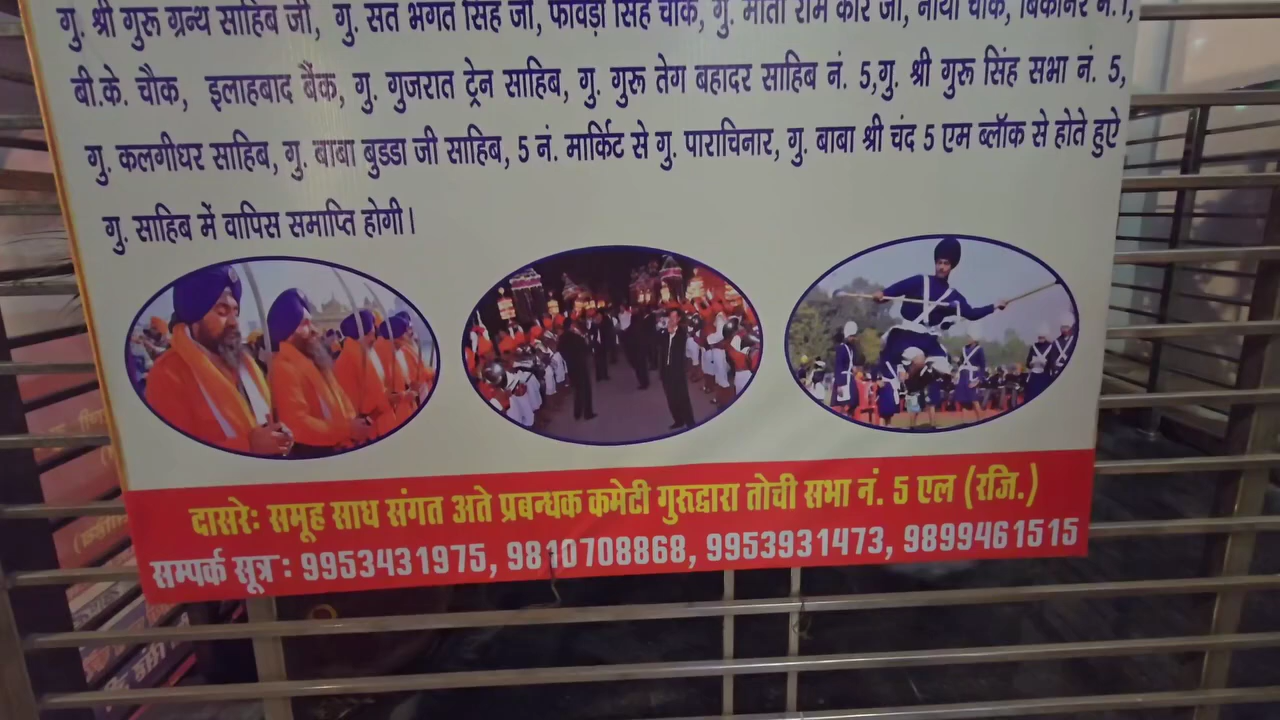 गु. श्री गुरू ग्रन्थ साहिब जी, गु. सत भगत सिंह जी, फावड़ा सिंह चौक, गु. माता राम कौर जी, नीया चौक, बिकानेर नं. 1,
बी.के. चौक, इलाहबाद बैंक, गु. गुजरात ट्रेन साहिब, गु. गुरू तेग बहादर साहिब नं. 5,गु. श्री गुरू सिंह सभा नं. 5,
गु. कलगीधर साहिब, गु. बाबा बुडडा जी साहिब, 5 नं. मार्किट से गु. पाराचिनार, गु. बाबा श्री चंद 5 एम ब्लॉक से होते हुऐ
गु. साहिब में वापिस समाप्ति होगी।
दासरेः समूह साध संगत अते प्रबन्धक कमेटी गुरुद्वारा तोची सभा नं. 5 एल (रजि.)
सम्पर्क सूत्र : 9953431975, 9810708868, 9953931473, 9899461515